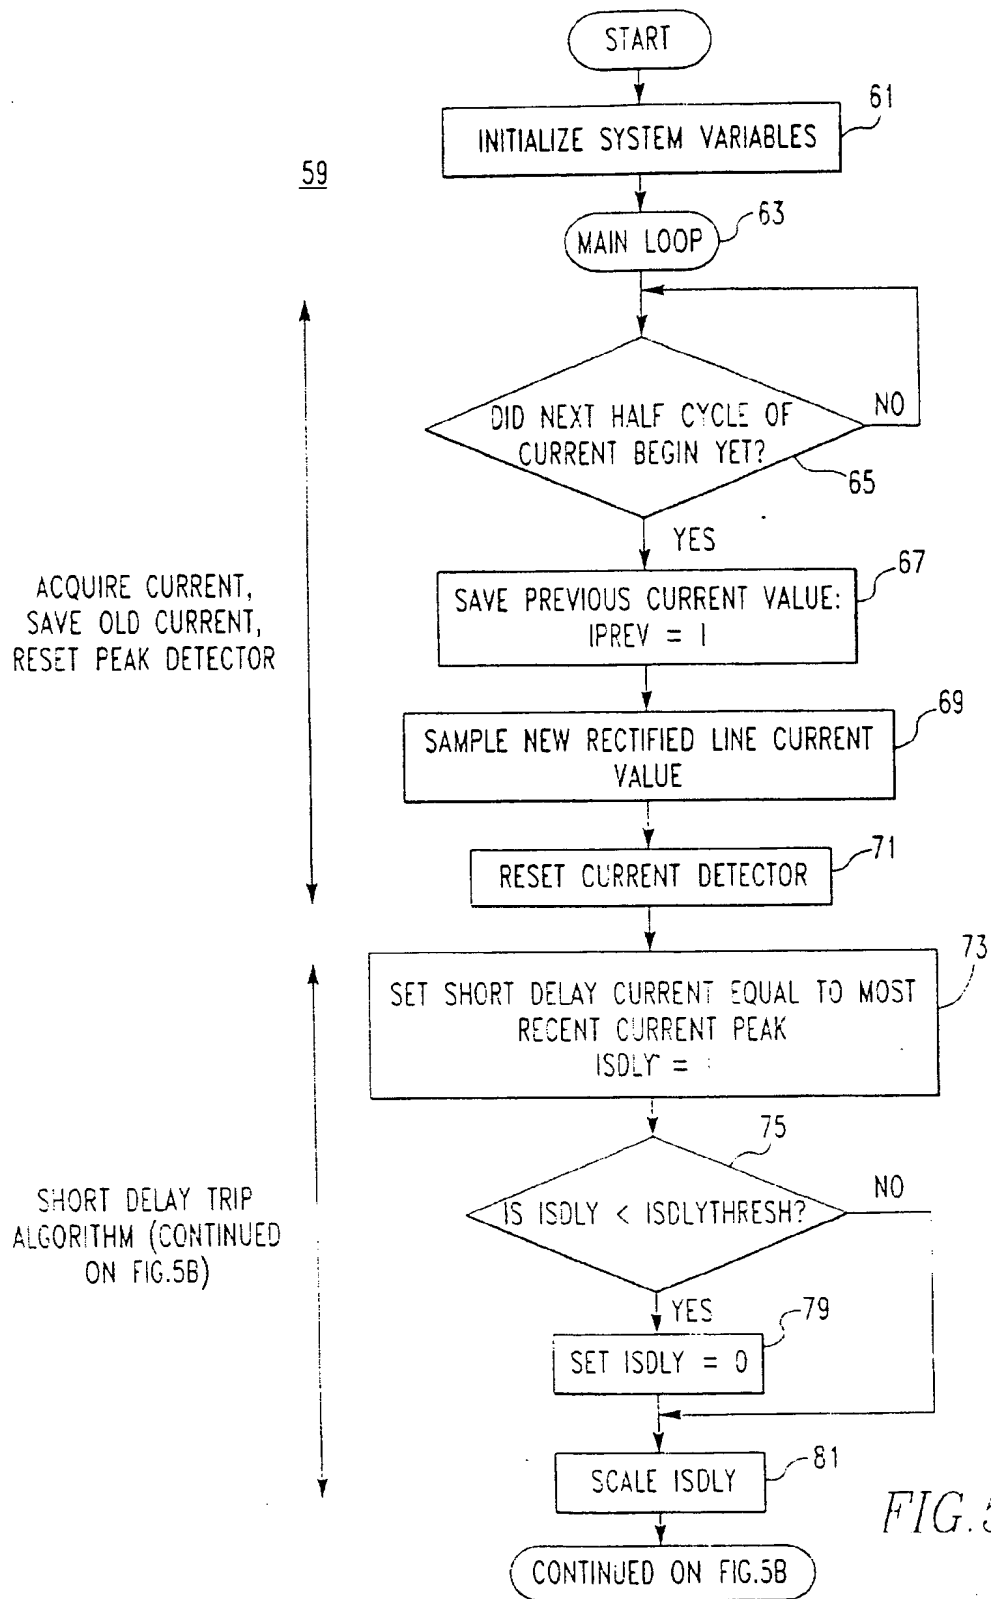 START
INITIALIZE SYSTEM VARIABLES
61
59
MAIN LOOP
63
DID NEXT HALF CYCLE OF
CURRENT BEGIN YET?
NO
65
YES
ACQUIRE CURRENT,
SAVE OLD CURRENT,
RESET PEAK DETECTOR
SAVE PREVIOUS CURRENT VALUE:
IPREV = I
67
SAMPLE NEW RECTIFIED LINE CURRENT
VALUE
69
RESET CURRENT DETECTOR
71
SET SHORT DELAY CURRENT EQUAL TO MOST
RECENT CURRENT PEAK
ISDLY =
73
SHORT DELAY TRIP
ALGORITHM (CONTINUED
ON FIG.5B)
IS ISDLY < ISDLYTHRESH?
75
NO
YES
SET ISDLY = 0
79
SCALE ISDLY
81
CONTINUED ON FIG.5B
FIG.